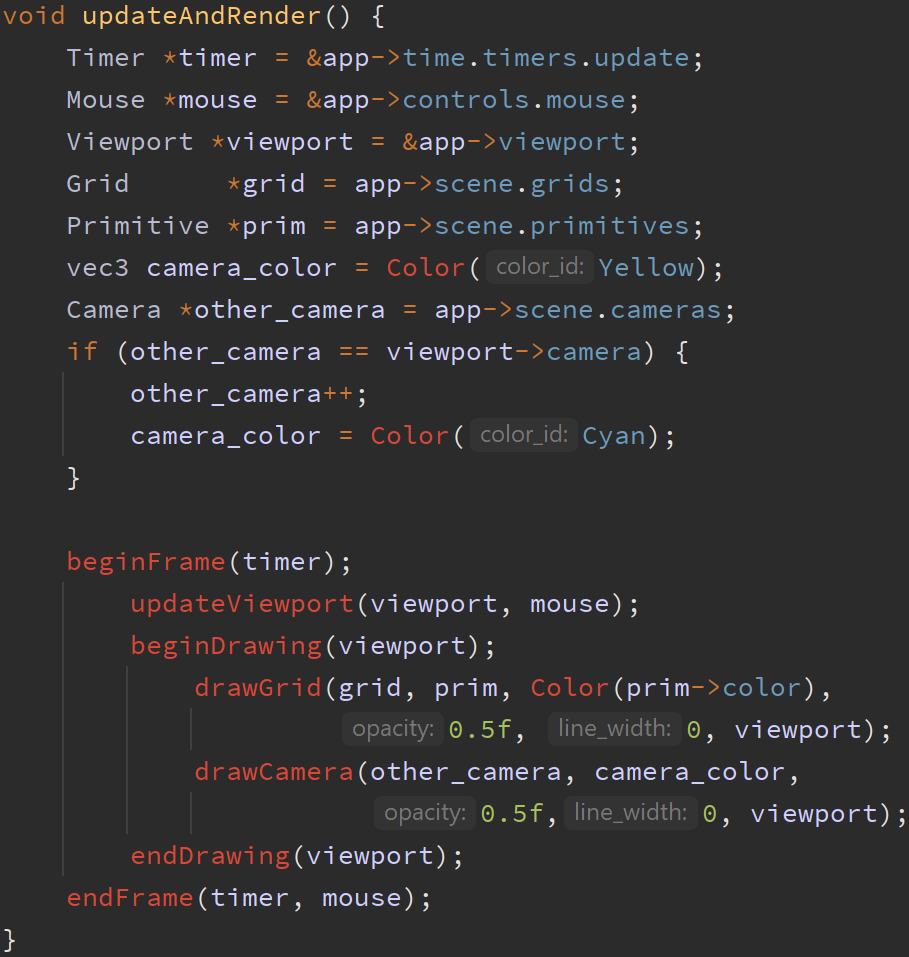 void updateAndRender() {
    Timer *timer = &app->time.timers.update;
    Mouse *mouse = &app->controls.mouse;
    Viewport *viewport = &app->viewport;
    Grid      *grid = app->scene.grids;
    Primitive *prim = app->scene.primitives;
    vec3 camera_color = Color( color_id: Yellow);
    Camera *other_camera = app->scene.cameras;
    if (other_camera == viewport->camera) {
        other_camera++;
        camera_color = Color( color_id: Cyan);
    }
    beginFrame(timer);
        updateViewport(viewport, mouse);
        beginDrawing(viewport);
            drawGrid(grid, prim, Color(prim->color),
                     opacity: 0.5f, line_width: 0, viewport);
            drawCamera(other_camera, camera_color,
                       opacity: 0.5f, line_width: 0, viewport);
        endDrawing(viewport);
    endFrame(timer, mouse);
}